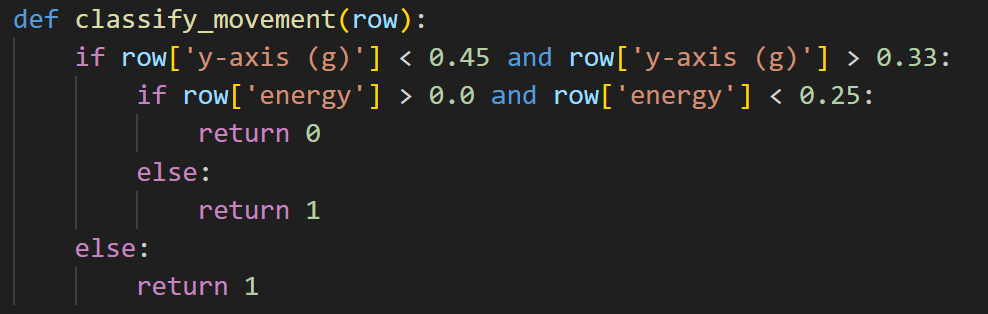 def classify_movement(row):
    if row['y-axis (g)'] < 0.45 and row['y-axis (g)'] > 0.33:
        if row['energy'] > 0.0 and row['energy'] < 0.25:
            return 0
        else:
            return 1
    else:
        return 1